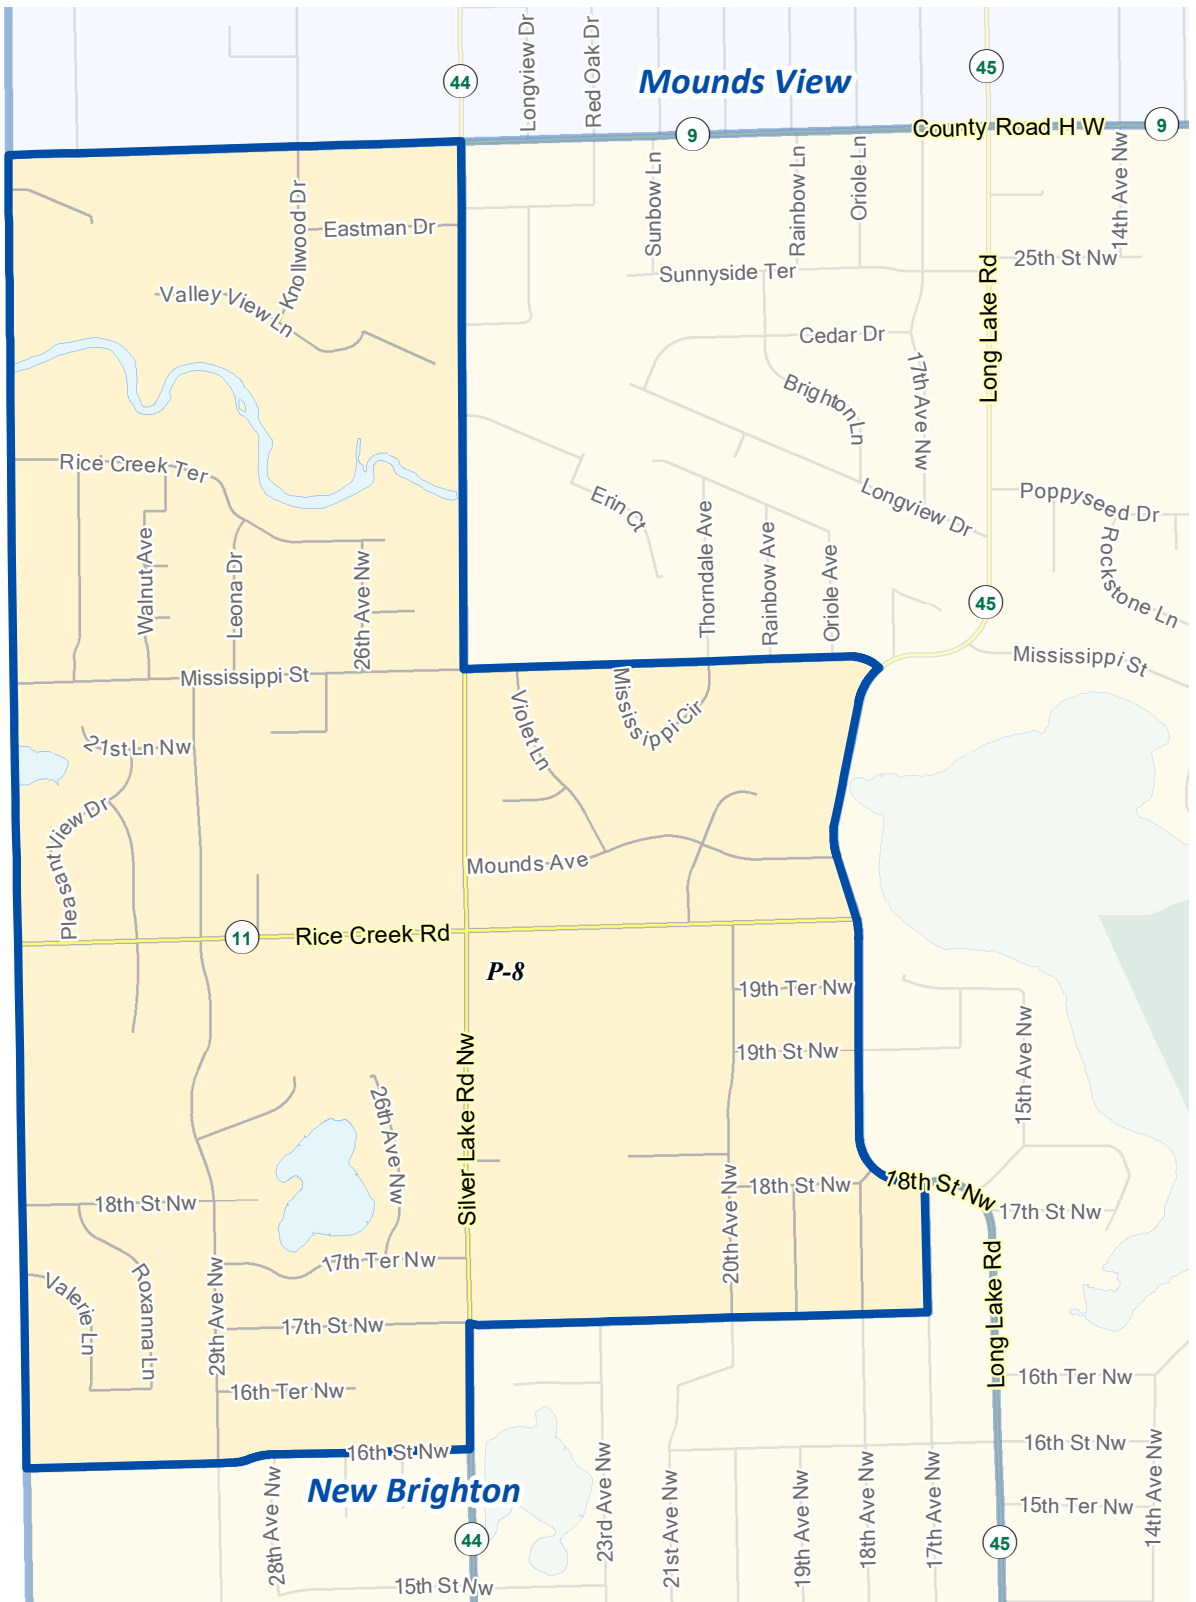 Longview Dr
Red Oak Dr
44
Mounds View
45
9
County Road H W
9
Sunbow Ln
Rainbow Ln
Oriole Ln
14th Ave Nw
Knollwood Dr
Eastman Dr
Sunnyside Ter
25th St Nw
Valley View Ln
Long Lake Rd
Cedar Dr
17th Ave Nw
Brighton Ln
Rice Creek Ter
Erin Ct
Longview Dr
Poppyseed Dr
Rockstone Ln
Walnut Ave
Leona Dr
26th Ave Nw
Thorndale Ave
Rainbow Ave
Oriole Ave
45
Mississippi St
Mississippi St
Mississippi Cir
Violet Ln
21st Ln Nw
Pleasant View Dr
Mounds Ave
11
Rice Creek Rd
P-8
19th Ter Nw
19th St Nw
15th Ave Nw
Silver Lake Rd Nw
26th Ave Nw
18th St Nw
20th Ave Nw
18th St Nw
18th St Nw
17th St Nw
17th Ter Nw
Valerie Ln
Roxanna Ln
29th Ave Nw
17th St Nw
Long Lake Rd
16th Ter Nw
16th Ter Nw
16th St Nw
16th St Nw
New Brighton
28th Ave Nw
44
23rd Ave Nw
21st Ave Nw
19th Ave Nw
18th Ave Nw
17th Ave Nw
15th Ter Nw
14th Ave Nw
45
15th St Nw